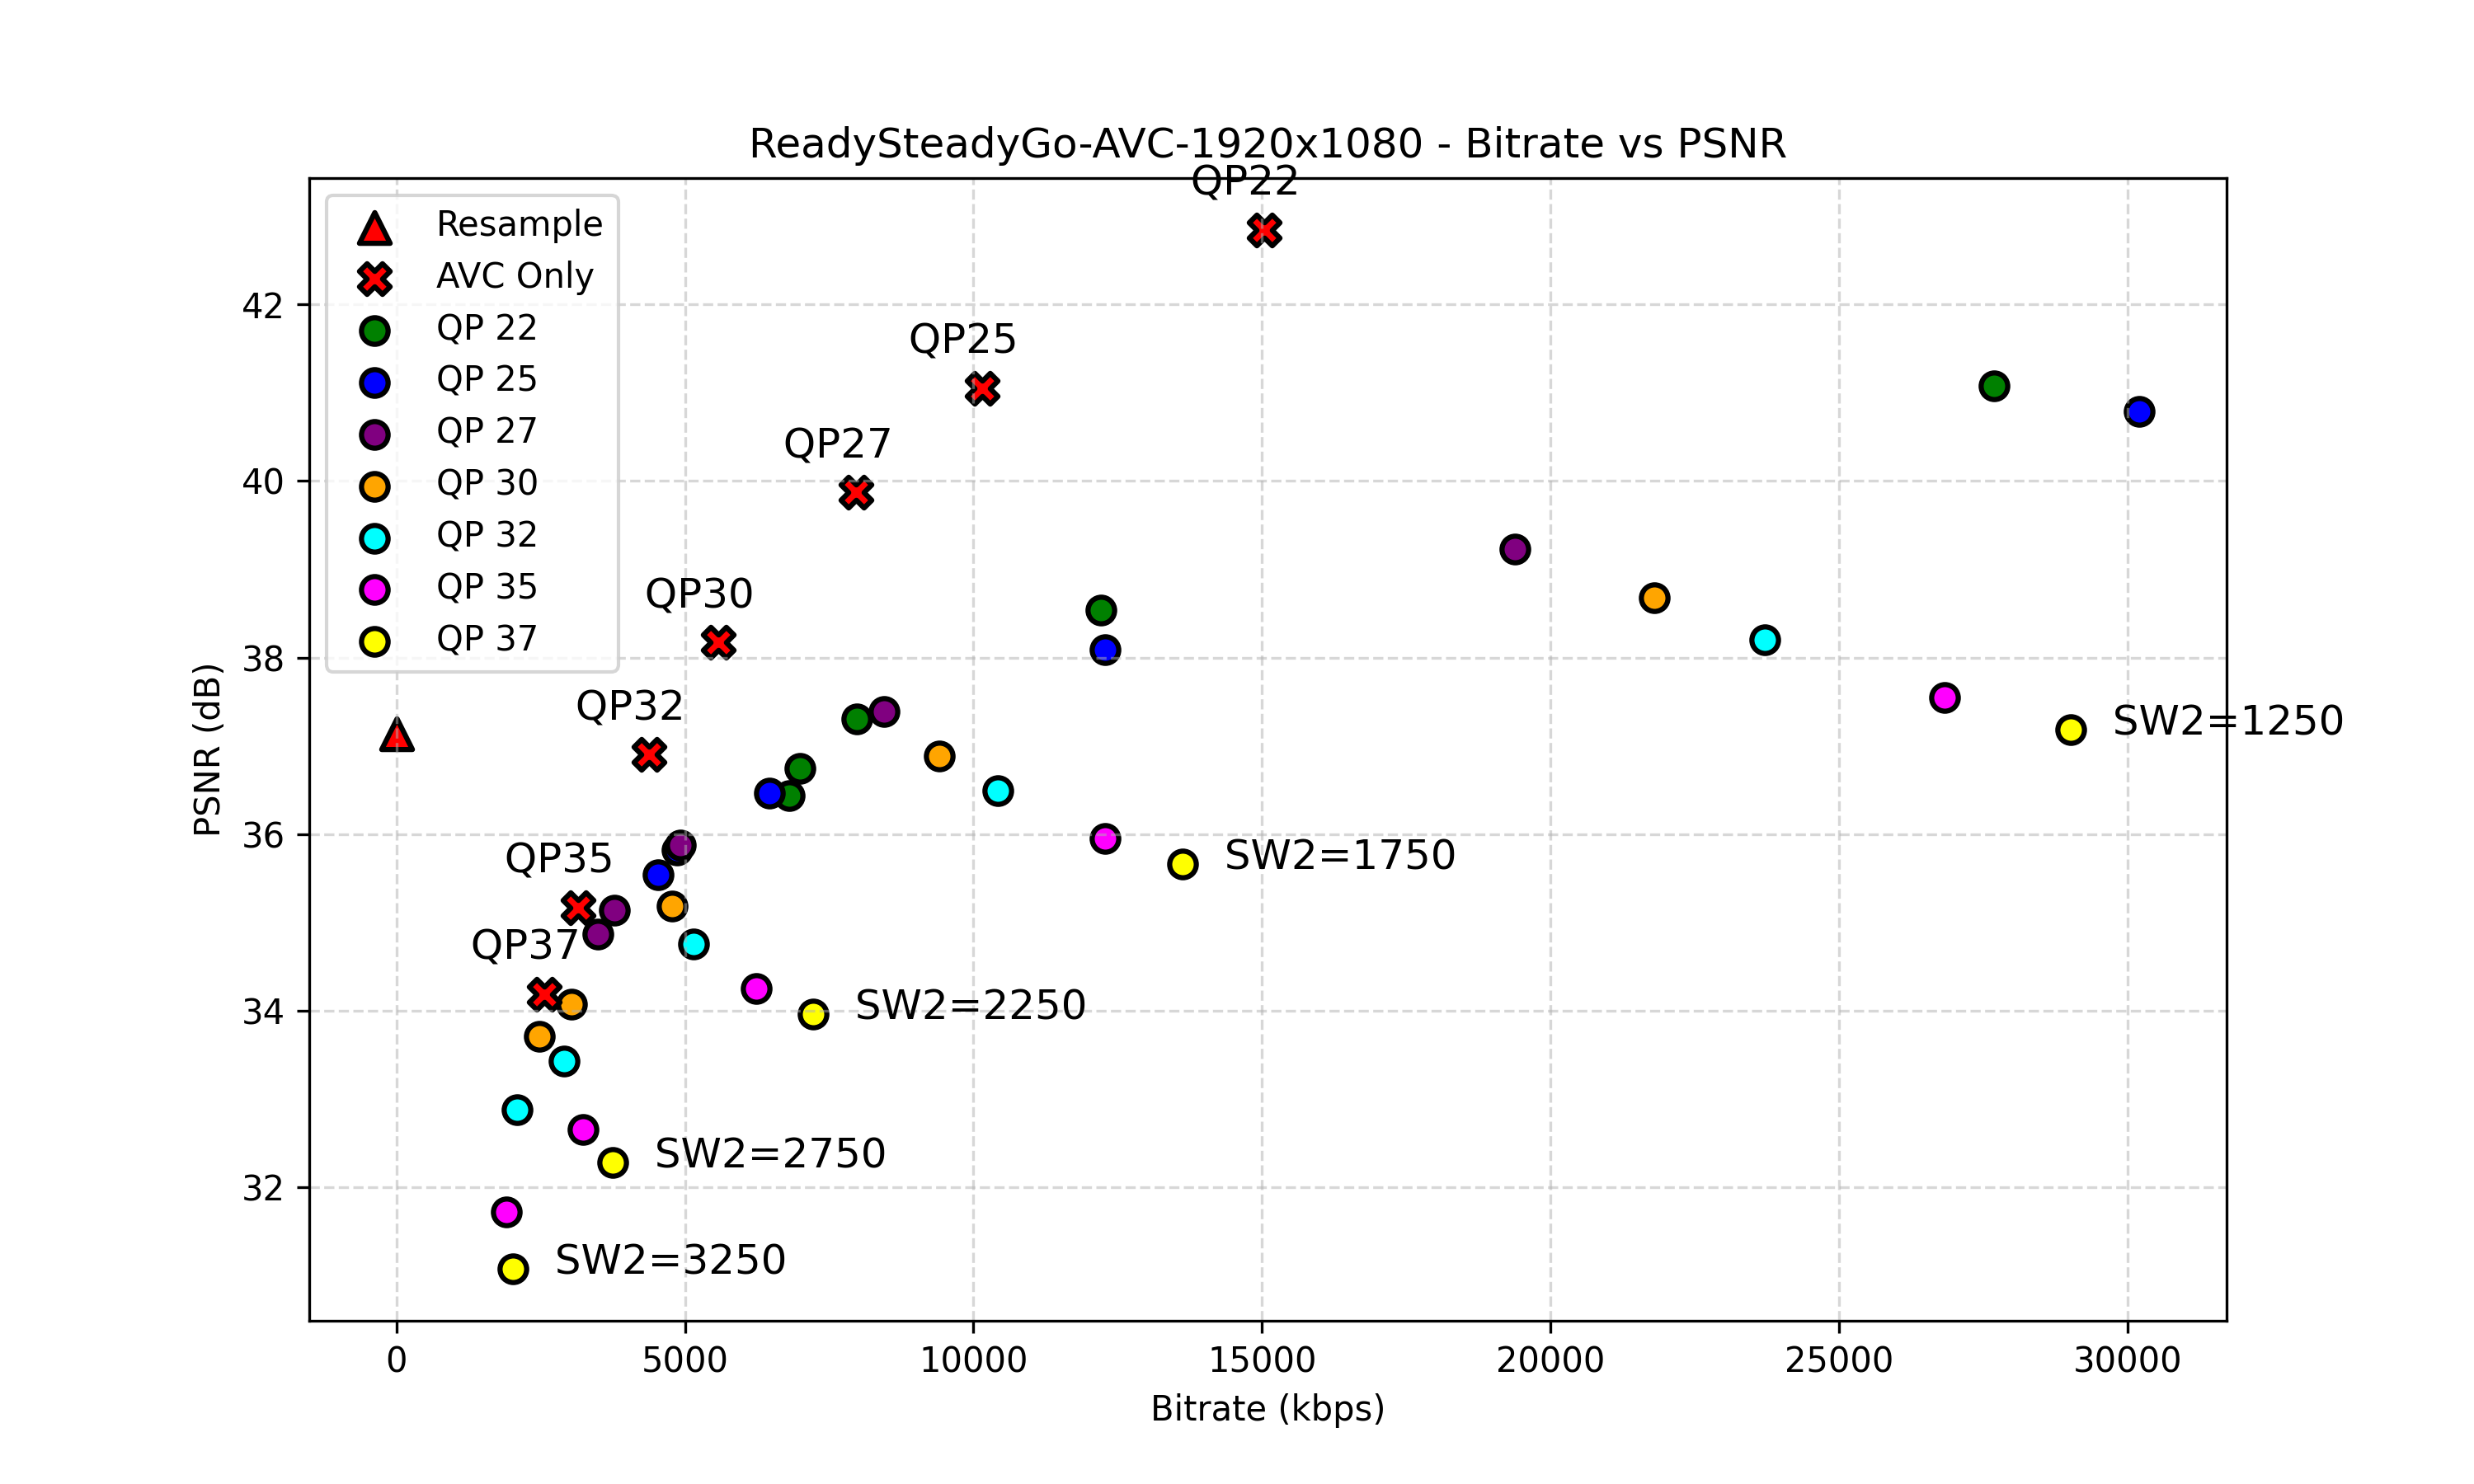 ReadySteadyGo-AVC-1920x1080 - Bitrate vs PSNR
QP22
Resample
AVC Only
QP 22
QP 25
QP 27
QP 30
QP 32
QP 35
QP 37
QP25
QP27
QP30
QP32
QP35
QP37
SW2=1250
SW2=1750
SW2=2250
SW2=2750
SW2=3250
PSNR (dB)
42
40
38
36
34
32
0 5000 10000 15000 20000 25000 30000
Bitrate (kbps)